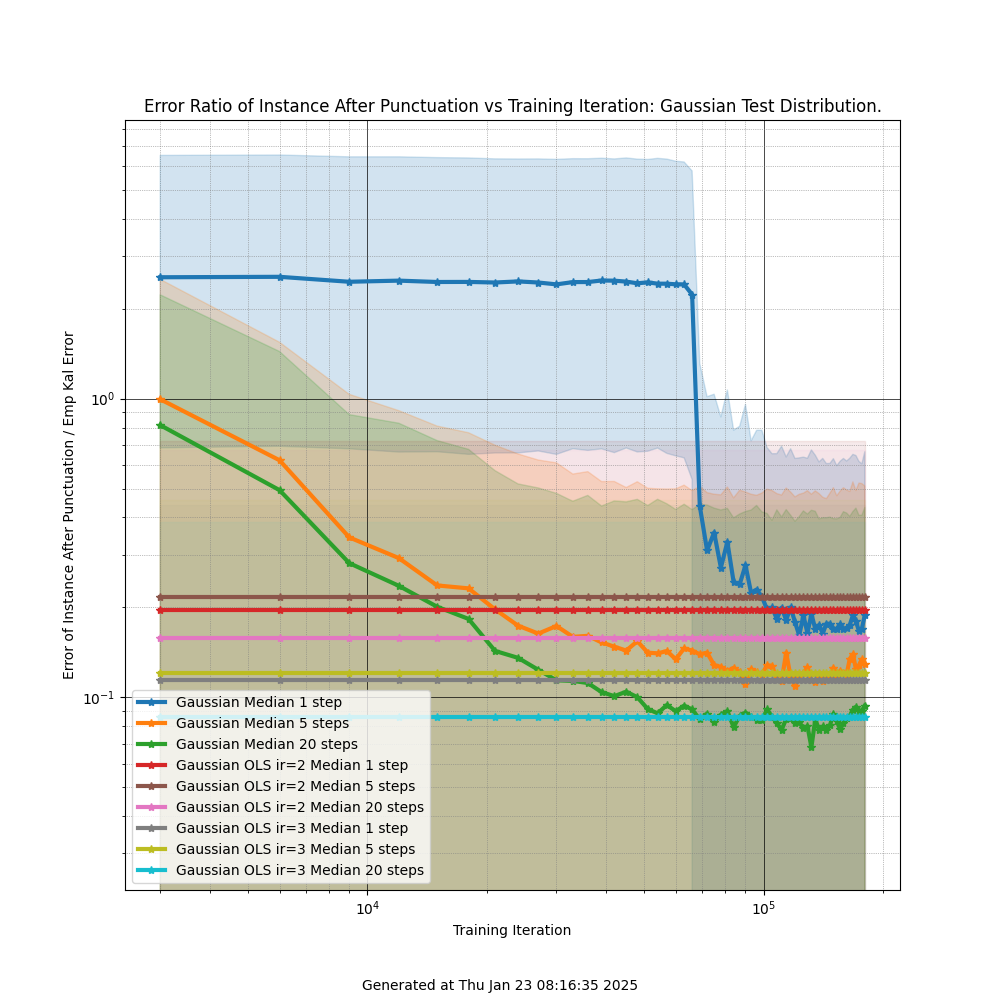 Error Ratio of Instance After Punctuation vs Training Iteration: Gaussian Test Distribution.
Error of Instance After Punctuation / Emp Kal Error
10^0
10^-1
Gaussian Median 1 step
Gaussian Median 5 steps
Gaussian Median 20 steps
Gaussian OLS ir=2 Median 1 step
Gaussian OLS ir=2 Median 5 steps
Gaussian OLS ir=2 Median 20 steps
Gaussian OLS ir=3 Median 1 step
Gaussian OLS ir=3 Median 5 steps
Gaussian OLS ir=3 Median 20 steps
10^4
10^5
Training Iteration
Generated at Thu Jan 23 08:16:35 2025